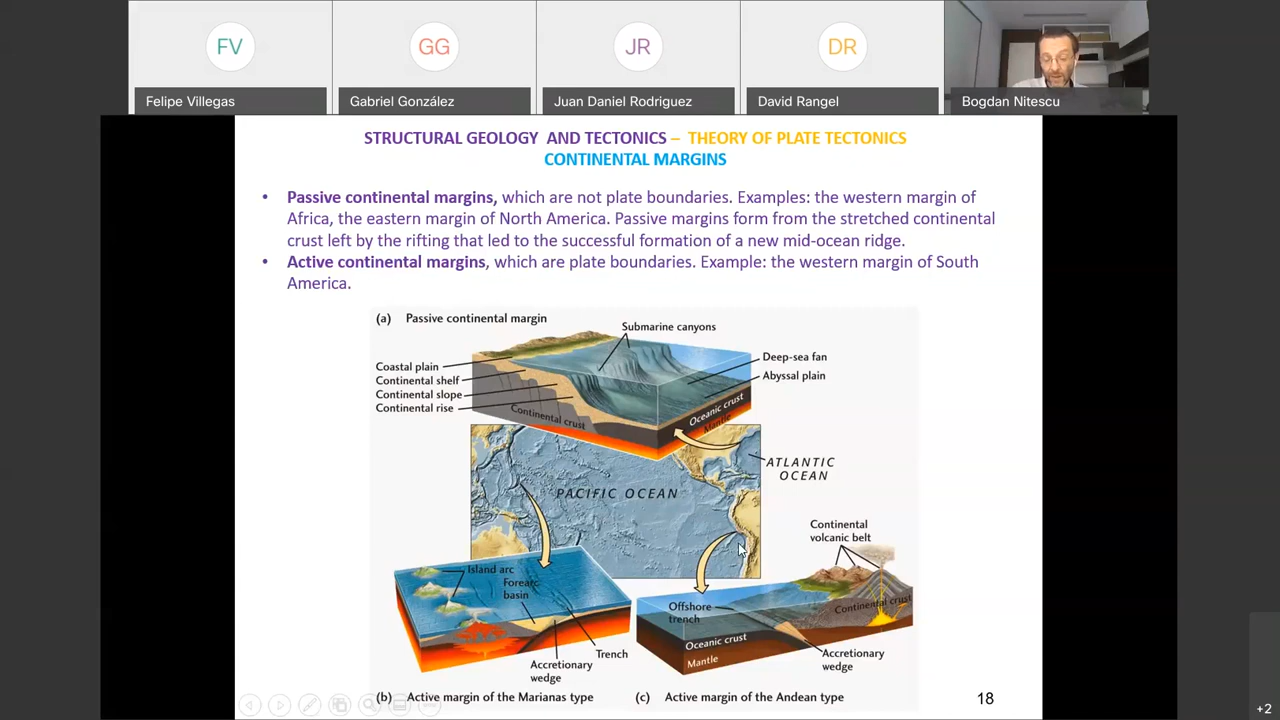 FV
GG
JR
DR
Felipe Villegas
Gabriel González
Juan Daniel Rodriguez
David Rangel
Bogdan Nitescu
STRUCTURAL GEOLOGY AND TECTONICS – THEORY OF PLATE TECTONICS
CONTINENTAL MARGINS
• Passive continental margins, which are not plate boundaries. Examples: the western margin of
Africa, the eastern margin of North America. Passive margins form from the stretched continental
crust left by the rifting that led to the successful formation of a new mid-ocean ridge.
• Active continental margins, which are plate boundaries. Example: the western margin of South
America.
(a) Passive continental margin
Submarine canyons
Coastal plain
Continental shelf
Continental slope
Continental rise
Deep-sea fan
Abyssal plain
Continental crust
Oceanic crust
Mantle
ATLANTIC
OCEAN
PACIFIC OCEAN
Continental
volcanic belt
Island arc
Forearc
basin
Trench
Accretionary
wedge
Offshore
trench
Continental crust
Oceanic crust
Mantle
Accretionary
wedge
(b) Active margin of the Marianas type
(c) Active margin of the Andean type
18
+2